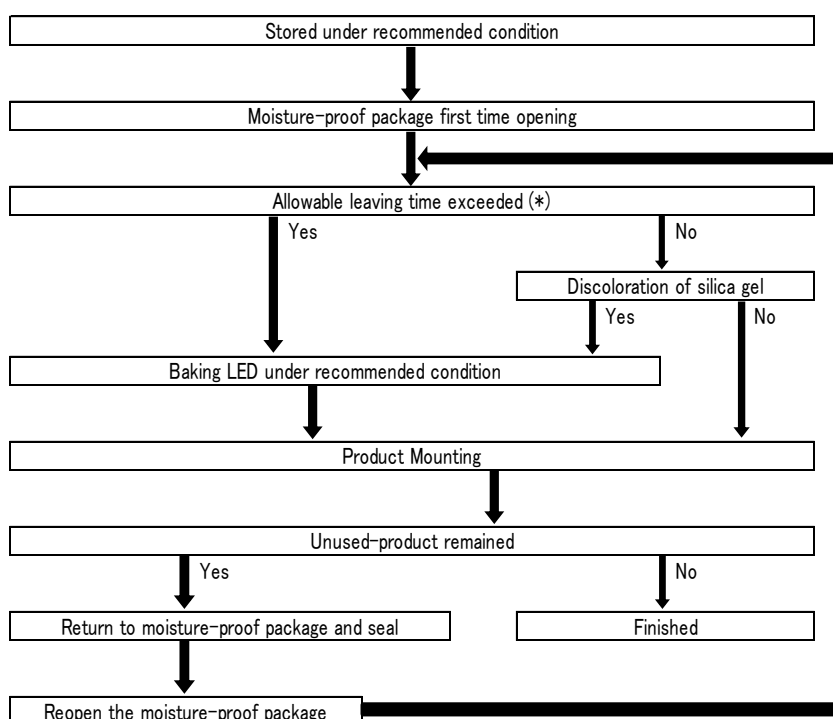 Stored under recommended condition
Moisture-proof package first time opening
Allowable leaving time exceeded (*)
Yes
No
Discoloration of silica gel
Yes
No
Baking LED under recommended condition
Product Mounting
Unused-product remained
Yes
No
Return to moisture-proof package and seal
Finished
Reopen the moisture-proof package